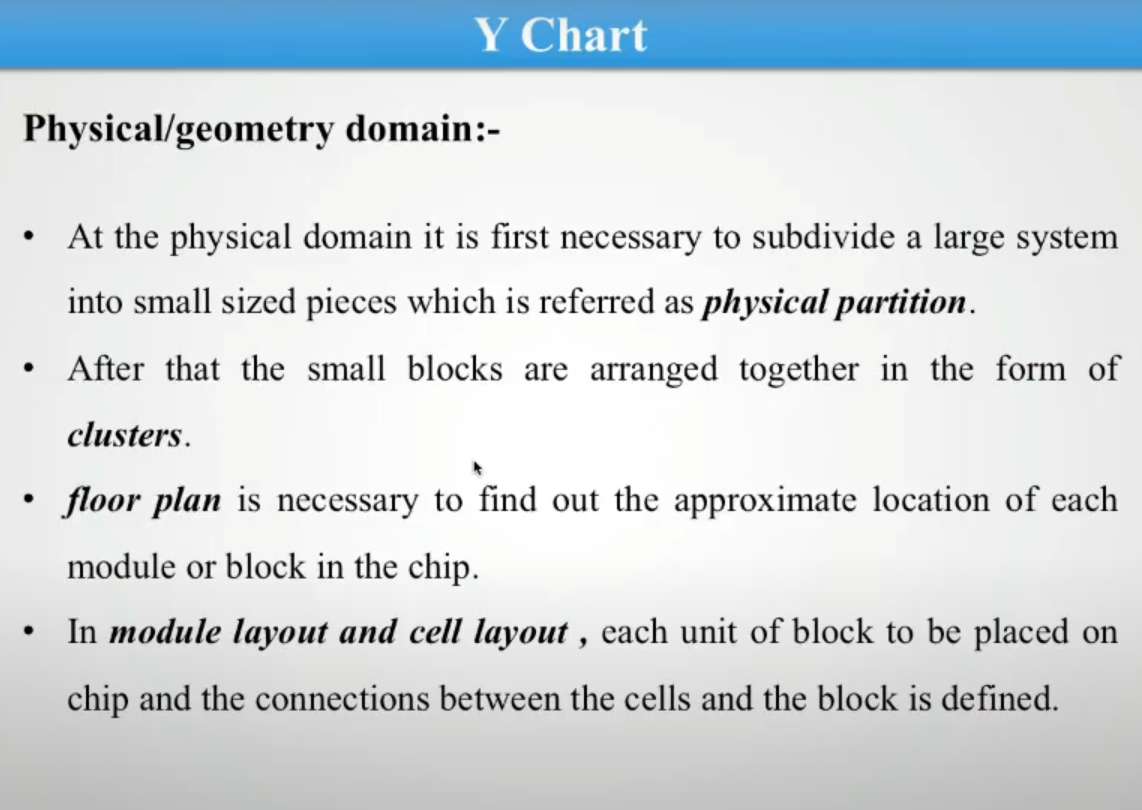 Y Chart
Physical/geometry domain:-
• At the physical domain it is first necessary to subdivide a large system
into small sized pieces which is referred as physical partition.
• After that the small blocks are arranged together in the form of
clusters.
• floor plan is necessary to find out the approximate location of each
module or block in the chip.
• In module layout and cell layout , each unit of block to be placed on
chip and the connections between the cells and the block is defined.